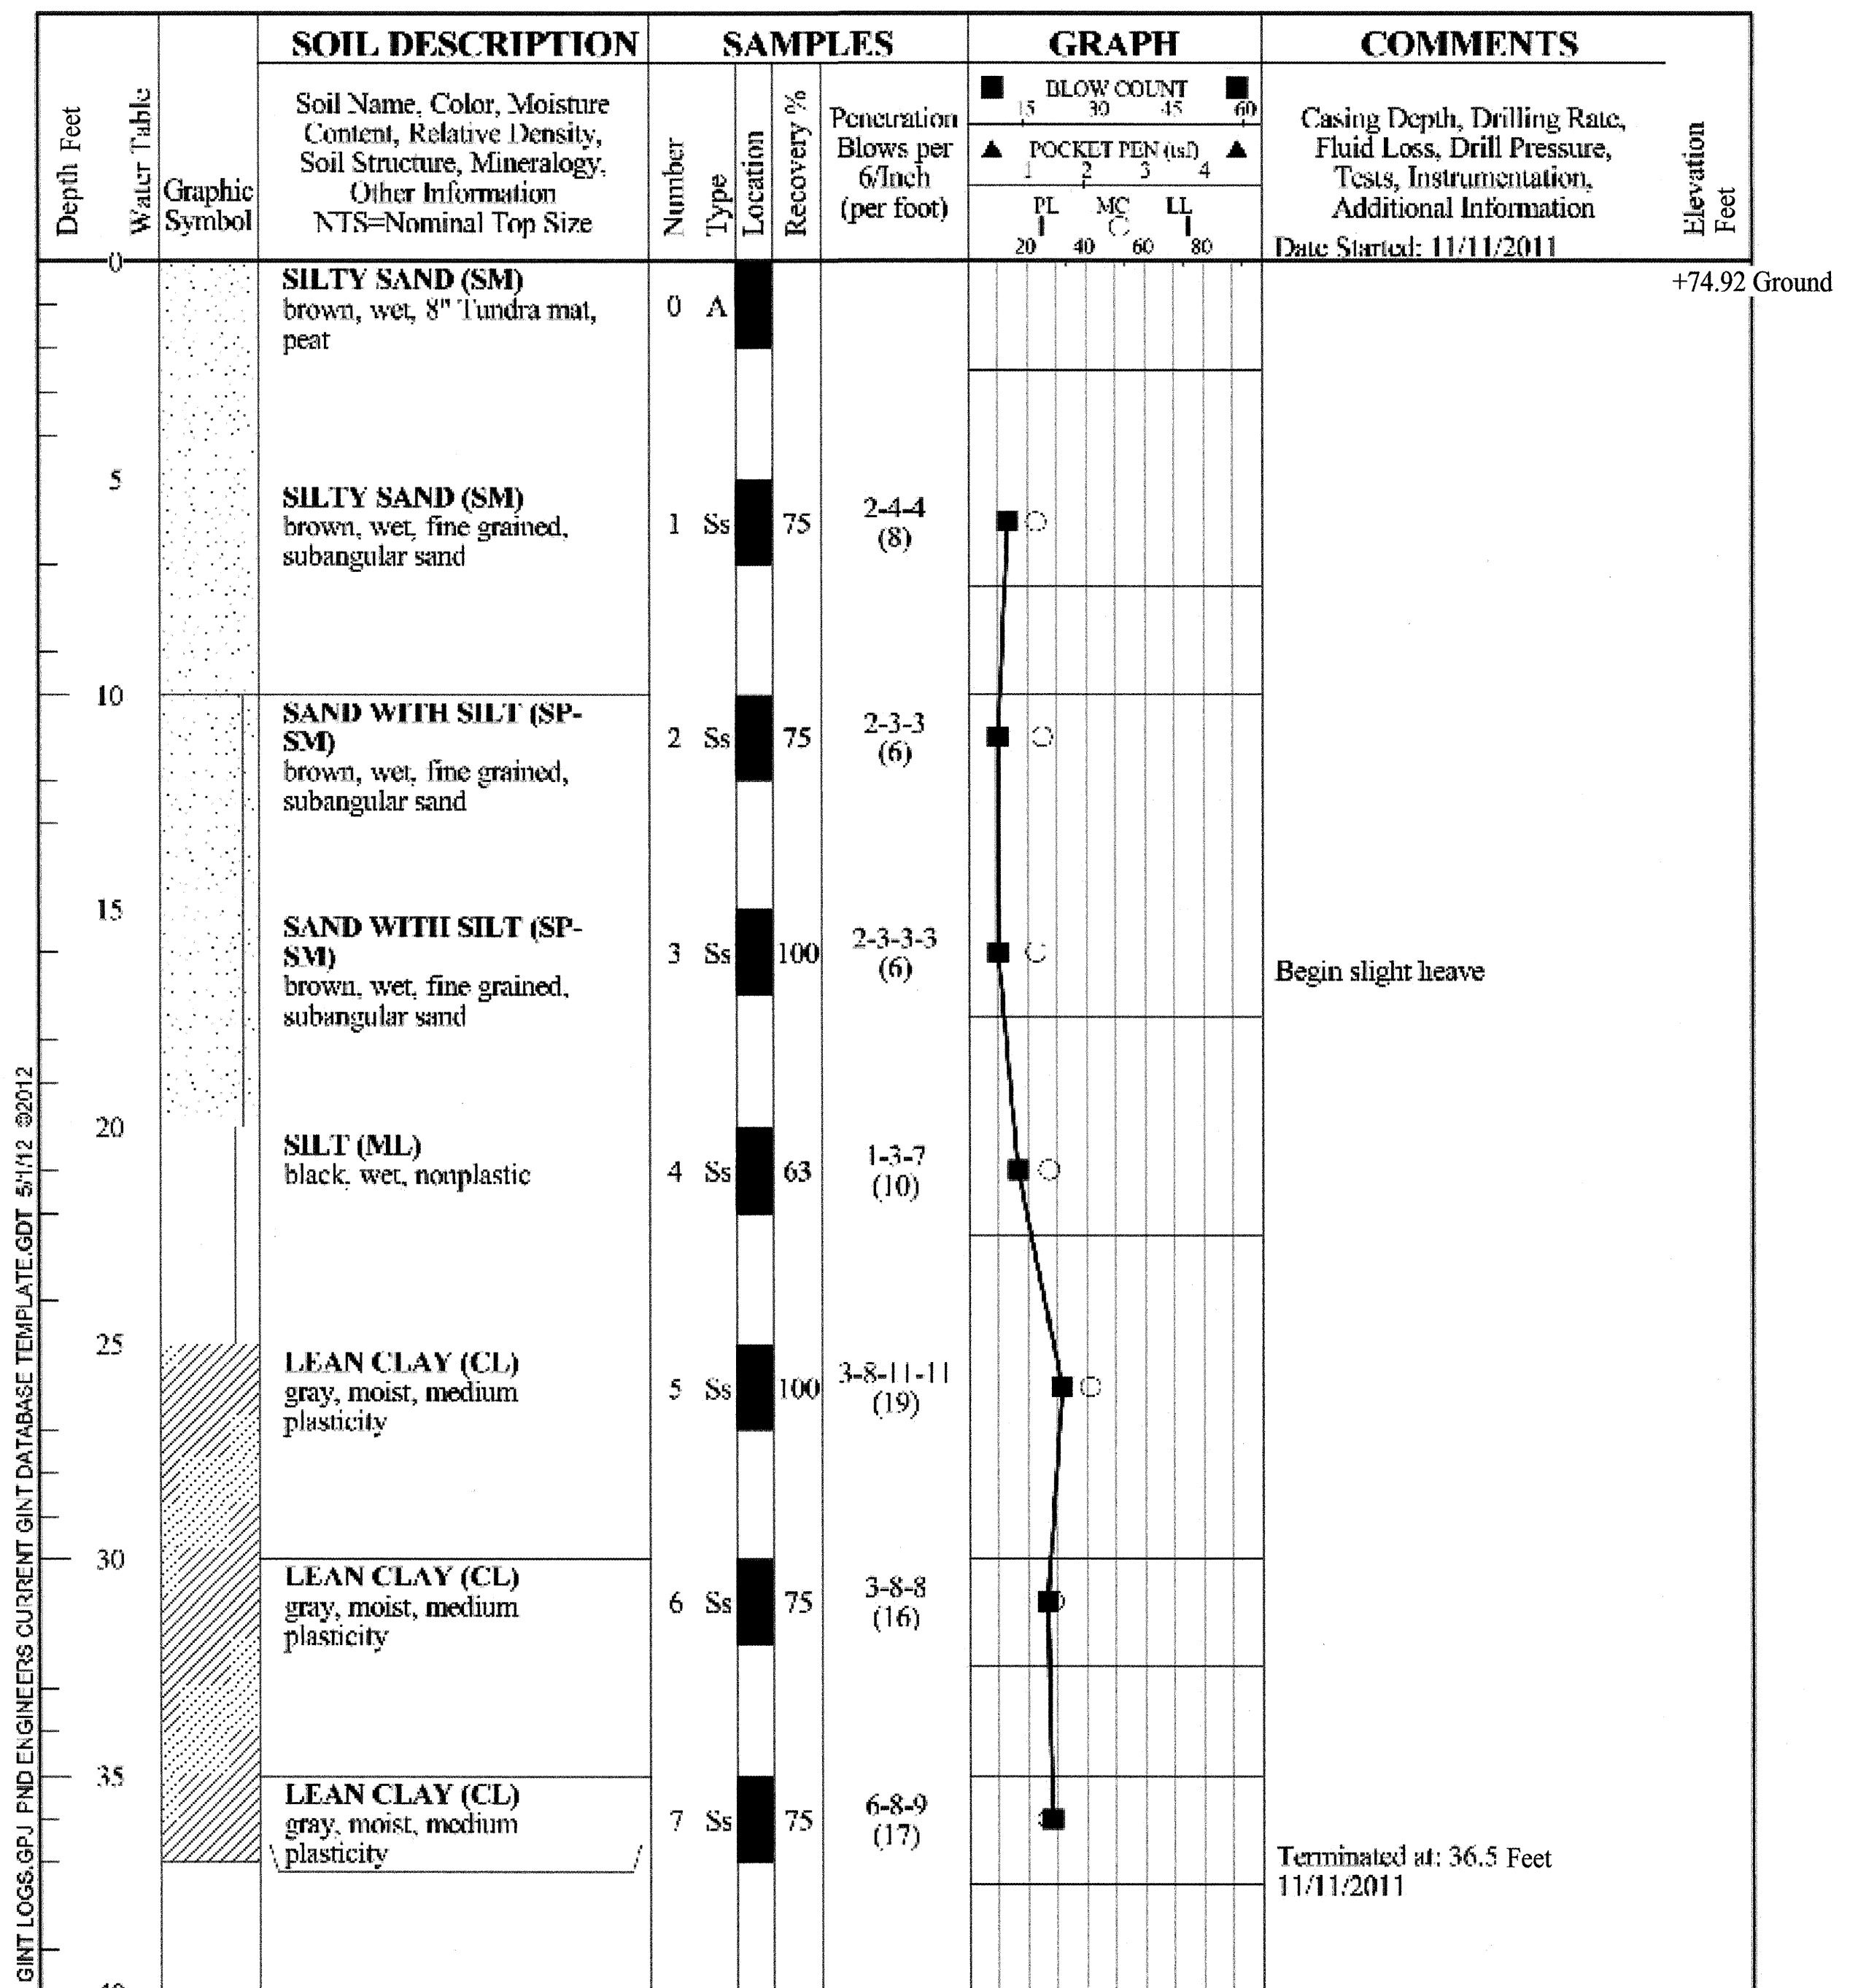 SOIL DESCRIPTION
SAMPLES
GRAPH
COMMENTS
Depth Feet
Water Table
Graphic
Symbol
Soil Name, Color, Moisture
Content, Relative Density,
Soil Structure, Mineralogy,
Other Information
NTS=Nominal Top Size
Number
Type
Location
Recovery %
Penetration
Blows per
6/Inch
(per foot)
BLOW COUNT
15 30 45 60
POCKET PEN (tsf)
1 2 3 4
PL MC LL
20 40 60 80
Casing Depth, Drilling Rate,
Fluid Loss, Drill Pressure,
Tests, Instrumentation,
Additional Information
Date Started: 11/11/2011
Elevation
Feet
0
SILTY SAND (SM)
brown, wet, 8" Tundra mat,
peat
0 A
+74.92 Ground
5
SILTY SAND (SM)
brown, wet, fine grained,
subangular sand
1 Ss 75
2-4-4
(8)
10
SAND WITH SILT (SP-
SM)
brown, wet, fine grained,
subangular sand
2 Ss 75
2-3-3
(6)
15
SAND WITH SILT (SP-
SM)
brown, wet, fine grained,
subangular sand
3 Ss 100
2-3-3-3
(6)
Begin slight heave
20
SILT (ML)
black, wet, nonplastic
4 Ss 63
1-3-7
(10)
25
LEAN CLAY (CL)
gray, moist, medium
plasticity
5 Ss 100
3-8-11-11
(19)
30
LEAN CLAY (CL)
gray, moist, medium
plasticity
6 Ss 75
3-8-8
(16)
35
LEAN CLAY (CL)
gray, moist, medium
plasticity
7 Ss 75
6-8-9
(17)
Terminated at: 36.5 Feet
11/11/2011
GINT LOGS.GPJ PND ENGINEERS CURRENT GINT DATABASE TEMPLATE.GDT 5/1/12 ©2012